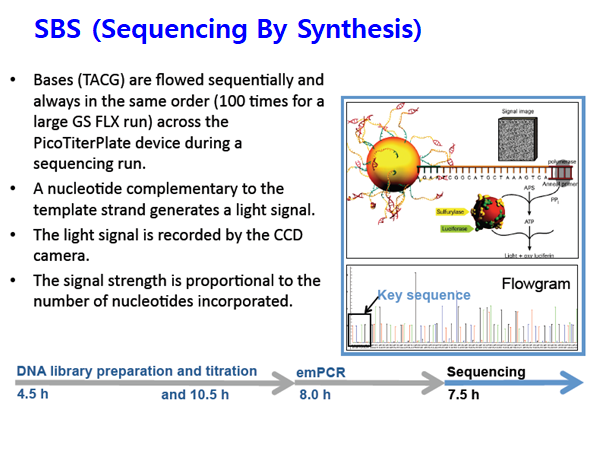 SBS (Sequencing By Synthesis)
• Bases (TACG) are flowed sequentially and
always in the same order (100 times for a
large GS FLX run) across the
PicoTiterPlate device during a
sequencing run.
• A nucleotide complementary to the
template strand generates a light signal.
• The light signal is recorded by the CCD
camera.
• The signal strength is proportional to the
number of nucleotides incorporated.
Signal image
polymerase
Anneal primer
APS
PPi
Sulfurylase
ATP
Luciferase
Light + oxy luciferin
Flowgram
Key sequence
DNA library preparation and titration
emPCR
Sequencing
4.5 h
and 10.5 h
8.0 h
7.5 h